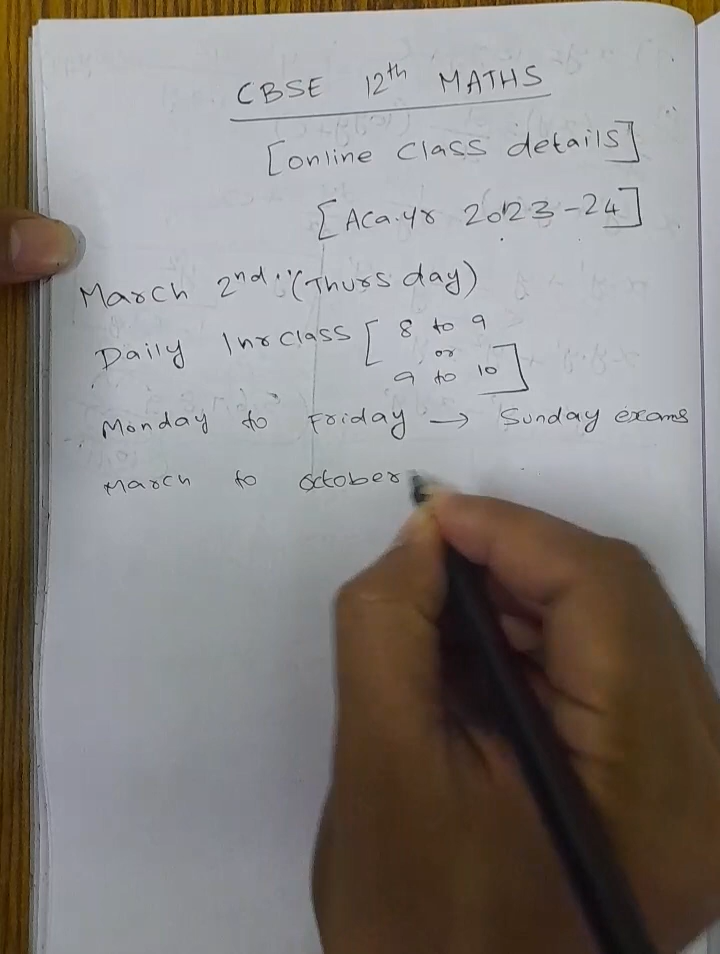 CBSE 12th MATHS
[online class details]
[Aca.yr 2023-24]
March 2nd. (Thursday)
Daily 1hr class [ 8 to 9
or
9 to 10]
Monday to Friday → Sunday exams
March to october